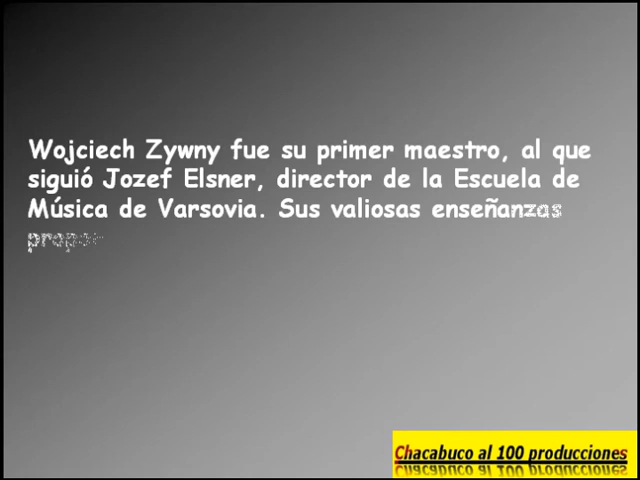 Wojciech Zywny fue su primer maestro, al que
siguió Jozef Elsner, director de la Escuela de
Música de Varsovia. Sus valiosas enseñanzas
Chacabuco al 100 producciones